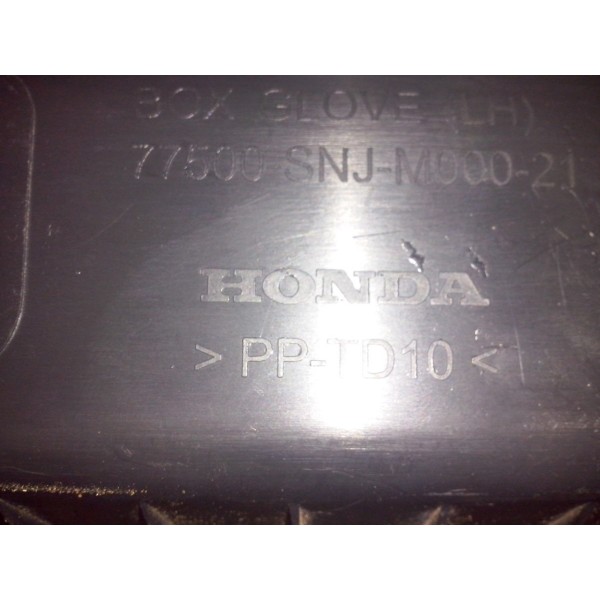 BOX GLOVE (LH)
77500-SNJ-M000-21
HONDA
> PP-TD10 <